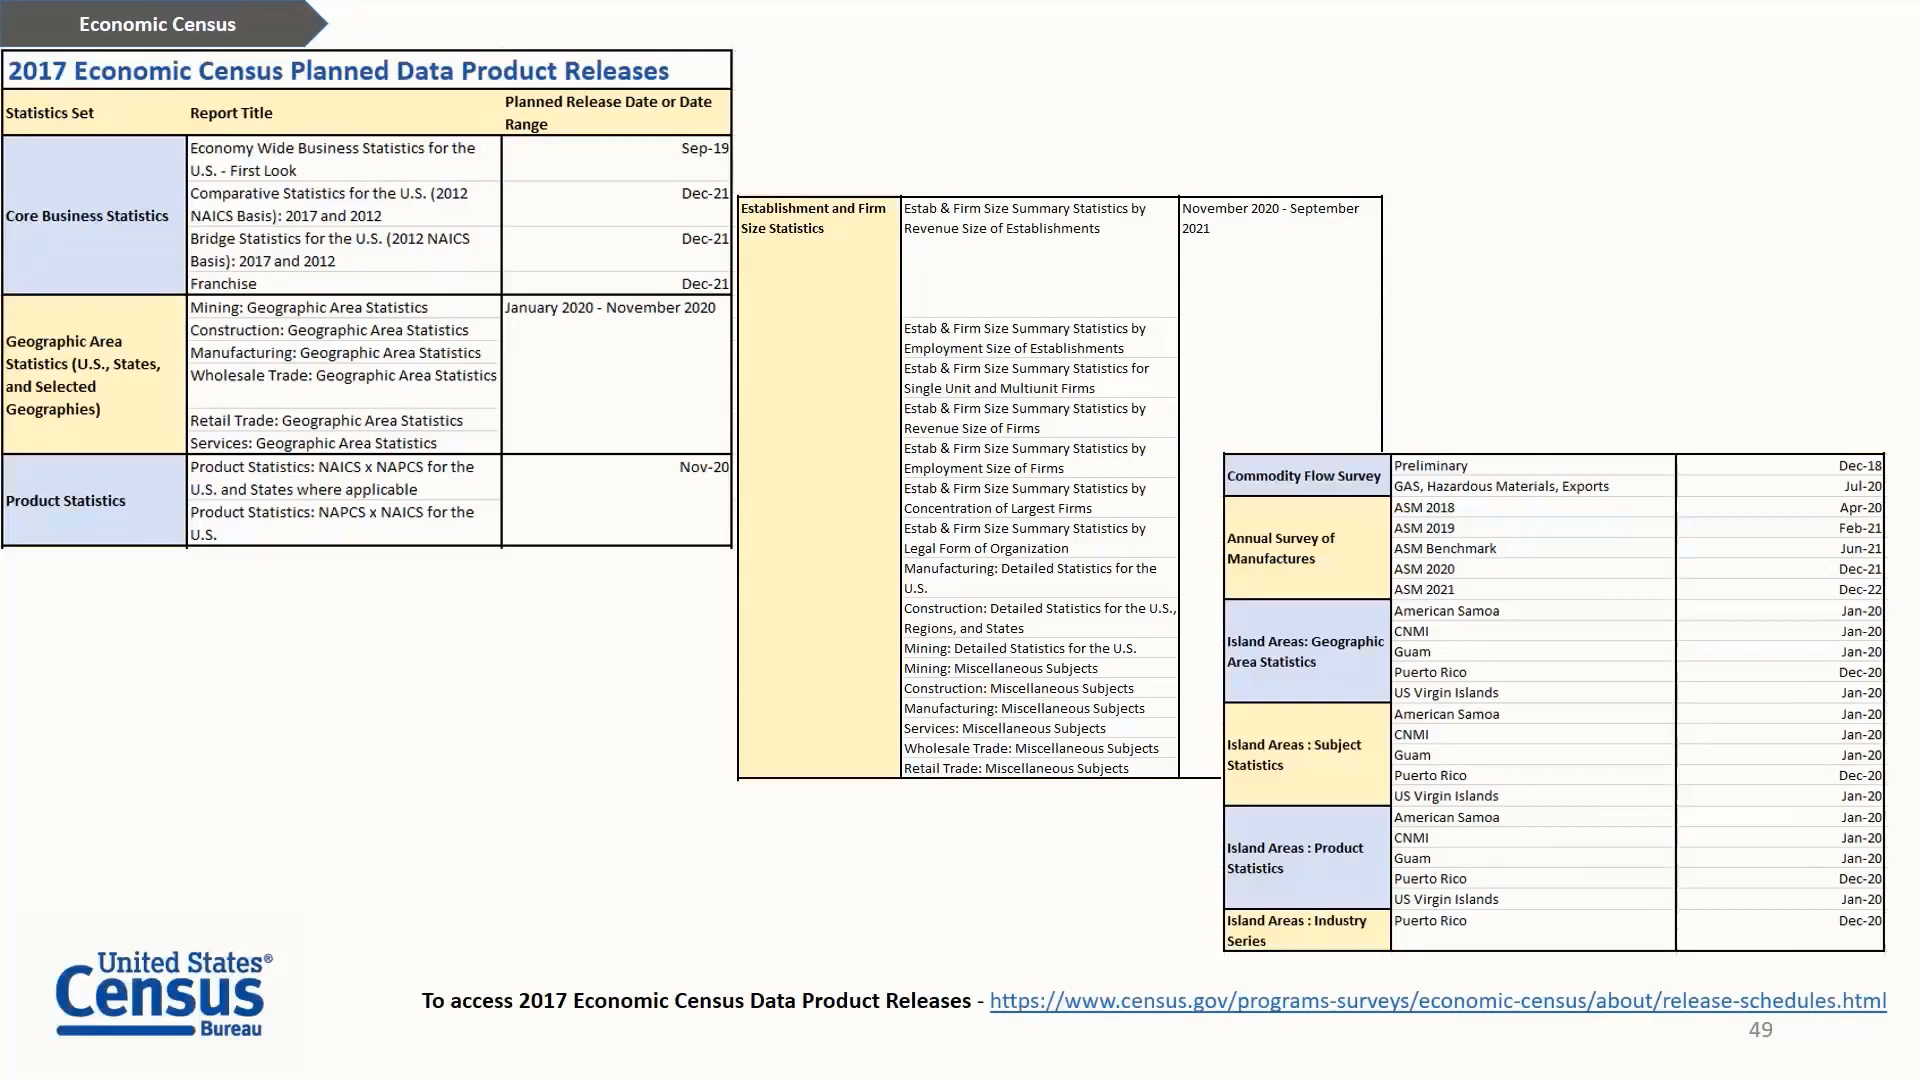 Economic Census
2017 Economic Census Planned Data Product Releases
Statistics Set
Report Title
Planned Release Date or Date
Range
Core Business Statistics
Economy Wide Business Statistics for the
U.S. - First Look
Sep-19
Comparative Statistics for the U.S. (2012
NAICS Basis): 2017 and 2012
Dec-21
Bridge Statistics for the U.S. (2012 NAICS
Basis): 2017 and 2012
Dec-21
Franchise
Dec-21
Geographic Area
Statistics (U.S., States,
and Selected
Geographies)
Mining: Geographic Area Statistics
January 2020 - November 2020
Construction: Geographic Area Statistics
Manufacturing: Geographic Area Statistics
Wholesale Trade: Geographic Area Statistics
Retail Trade: Geographic Area Statistics
Services: Geographic Area Statistics
Product Statistics
Product Statistics: NAICS x NAPCS for the
U.S. and States where applicable
Nov-20
Product Statistics: NAPCS x NAICS for the
U.S.
Establishment and Firm
Size Statistics
Estab & Firm Size Summary Statistics by
Revenue Size of Establishments
November 2020 - September
2021
Estab & Firm Size Summary Statistics by
Employment Size of Establishments
Estab & Firm Size Summary Statistics for
Single Unit and Multiunit Firms
Estab & Firm Size Summary Statistics by
Revenue Size of Firms
Estab & Firm Size Summary Statistics by
Employment Size of Firms
Estab & Firm Size Summary Statistics by
Concentration of Largest Firms
Estab & Firm Size Summary Statistics by
Legal Form of Organization
Manufacturing: Detailed Statistics for the
U.S.
Construction: Detailed Statistics for the U.S.,
Regions, and States
Mining: Detailed Statistics for the U.S.
Mining: Miscellaneous Subjects
Construction: Miscellaneous Subjects
Manufacturing: Miscellaneous Subjects
Services: Miscellaneous Subjects
Wholesale Trade: Miscellaneous Subjects
Retail Trade: Miscellaneous Subjects
Commodity Flow Survey
Preliminary
Dec-18
GAS, Hazardous Materials, Exports
Jul-20
Annual Survey of
Manufactures
ASM 2018
Apr-20
ASM 2019
Feb-21
ASM Benchmark
Jun-21
ASM 2020
Dec-21
ASM 2021
Dec-22
Island Areas: Geographic
Area Statistics
American Samoa
Jan-20
CNMI
Jan-20
Guam
Jan-20
Puerto Rico
Dec-20
US Virgin Islands
Jan-20
Island Areas : Subject
Statistics
American Samoa
Jan-20
CNMI
Jan-20
Guam
Jan-20
Puerto Rico
Dec-20
US Virgin Islands
Jan-20
Island Areas : Product
Statistics
American Samoa
Jan-20
CNMI
Jan-20
Guam
Jan-20
Puerto Rico
Dec-20
US Virgin Islands
Jan-20
Island Areas : Industry
Series
Puerto Rico
Dec-20
United States®
Census
Bureau
To access 2017 Economic Census Data Product Releases - https://www.census.gov/programs-surveys/economic-census/about/release-schedules.html
49